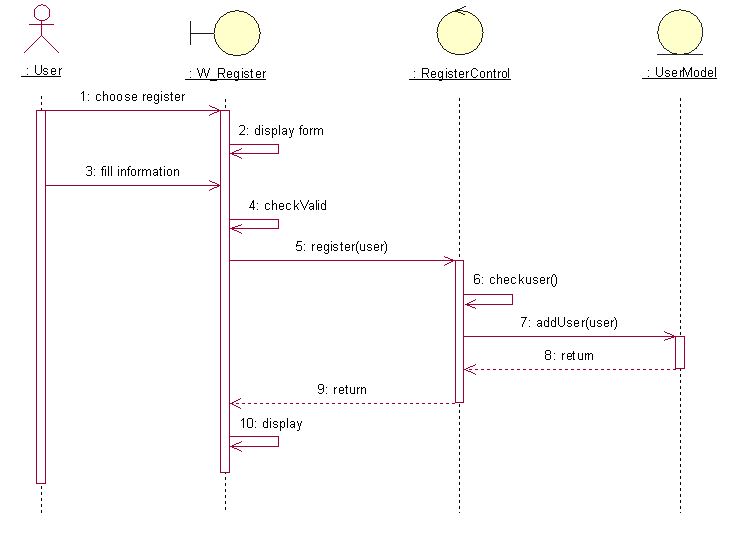 : User
: W_Register
: RegisterControl
: UserModel
1: choose register
2: display form
3: fill information
4: checkValid
5: register(user)
6: checkuser()
7: addUser(user)
8: return
9: return
10: display